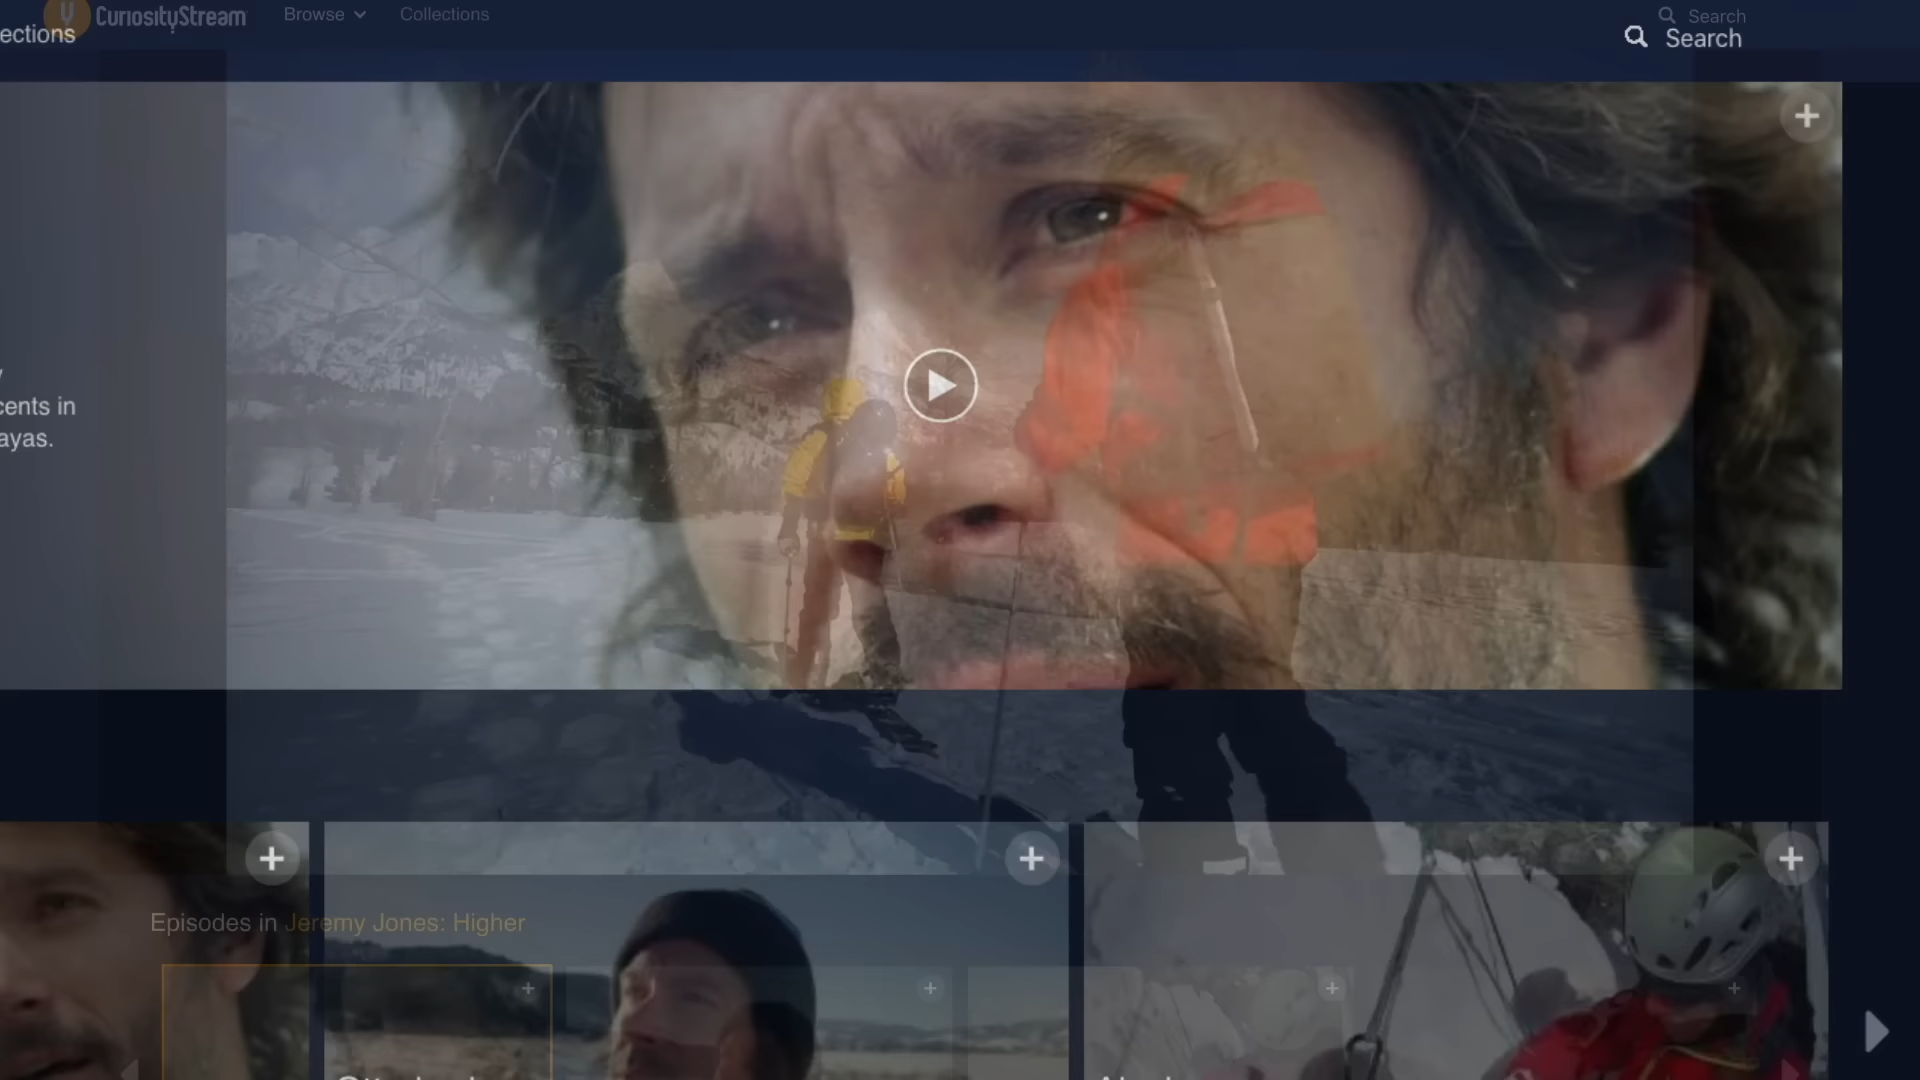 CuriosityStream
Browse
Collections
Search
ections
Search
cents in
ayas.
Episodes in Jeremy Jones: Higher